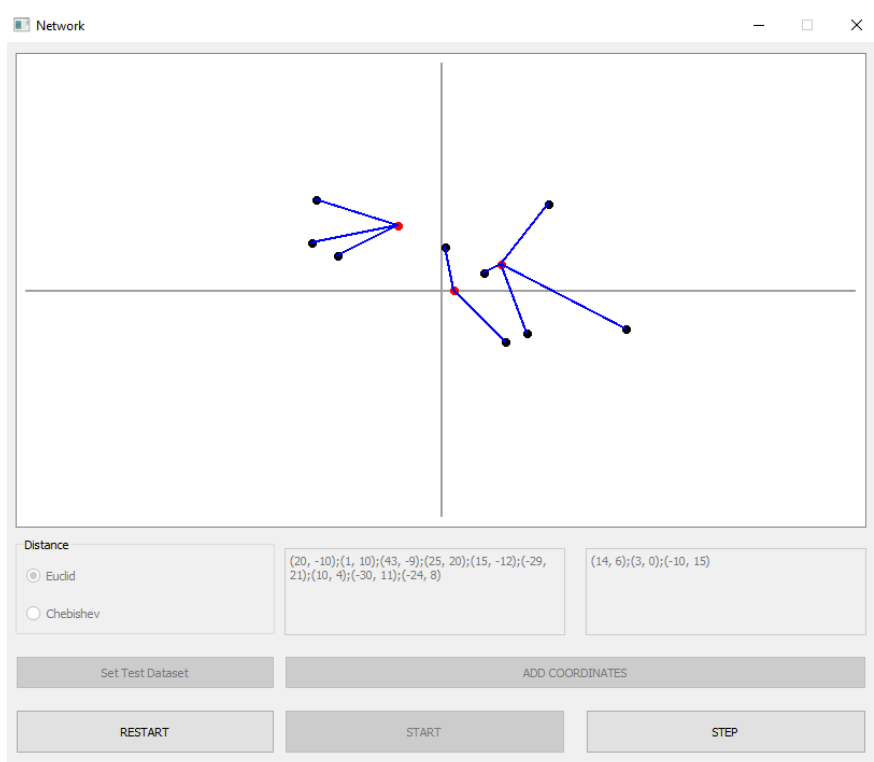 Network
Distance
Euclid
Chebishev
(20, -10);(1, 10);(43, -9);(25, 20);(15, -12);(-29,
21);(10, 4);(-30, 11);(-24, 8)
(14, 6);(3, 0);(-10, 15)
Set Test Dataset
ADD COORDINATES
RESTART
START
STEP